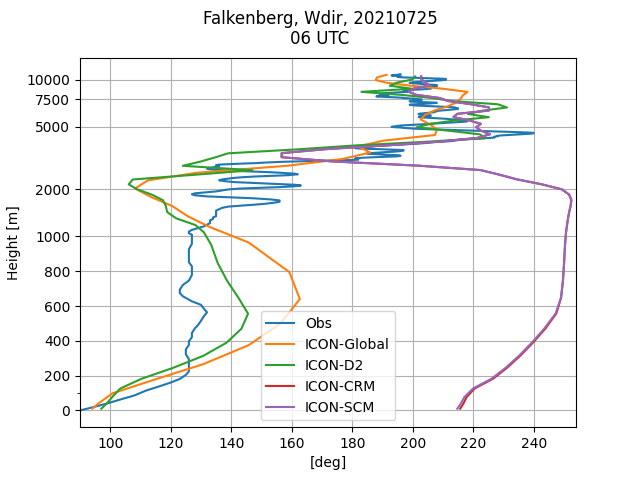 Falkenberg, Wdir, 20210725
06 UTC
10000
7500
5000
2000
1000
800
600
400
200
0
Height [m]
Obs
ICON-Global
ICON-D2
ICON-CRM
ICON-SCM
100 120 140 160 180 200 220 240
[deg]